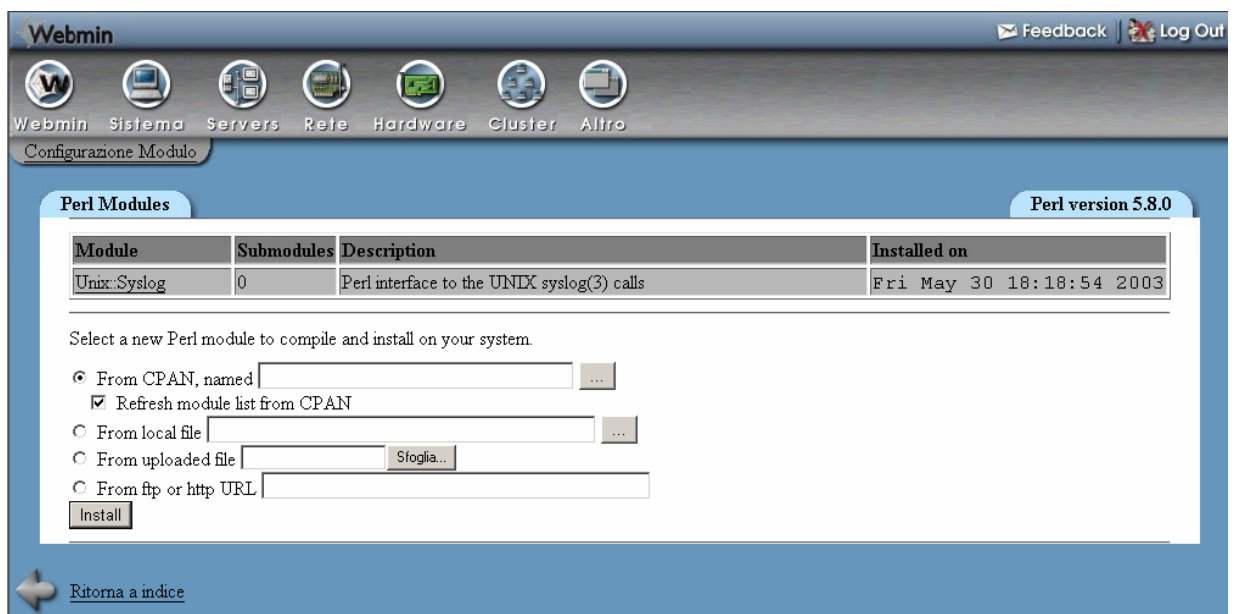 Webmin
Feedback
Log Out
Webmin Sistema Servers Rete Hardware Cluster Altro
Configurazione Modulo
Perl Modules
Perl version 5.8.0
Module Submodules Description Installed on
Unix::Syslog 0 Perl interface to the UNIX syslog(3) calls Fri May 30 18:18:54 2003
Select a new Perl module to compile and install on your system.
From CPAN, named ...
Refresh module list from CPAN
From local file ...
From uploaded file Sfoglia...
From ftp or http URL
Install
Ritorna a indice